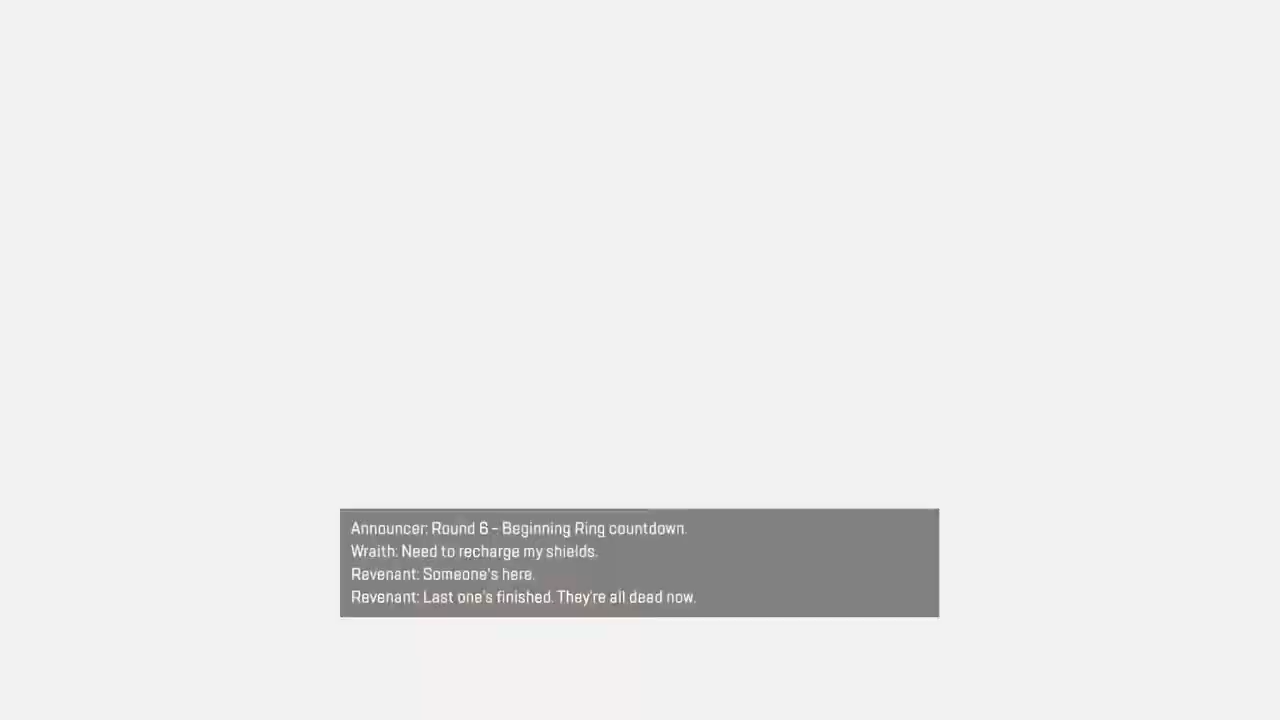 Announcer: Round 6 - Beginning Ring countdown.
Wraith: Need to recharge my shields.
Revenant: Someone's here.
Revenant: Last one's finished. They're all dead now.